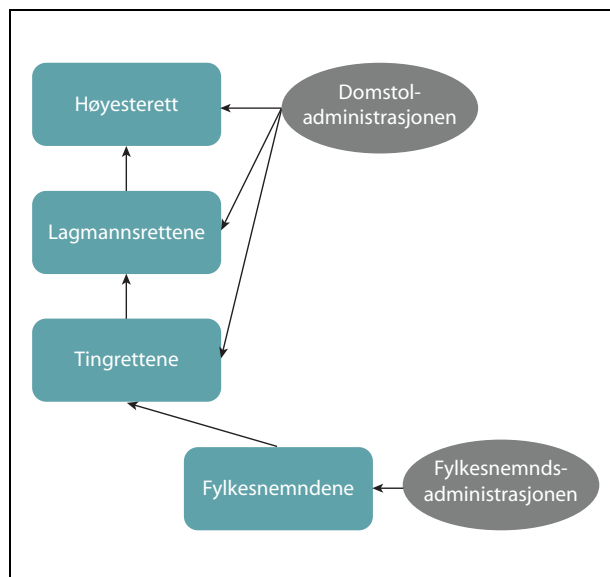 Høyesterett
Domstol-
administrasjonen
Lagmannsrettene
Tingrettene
Fylkesnemndene
Fylkesnemnds-
administrasjonen